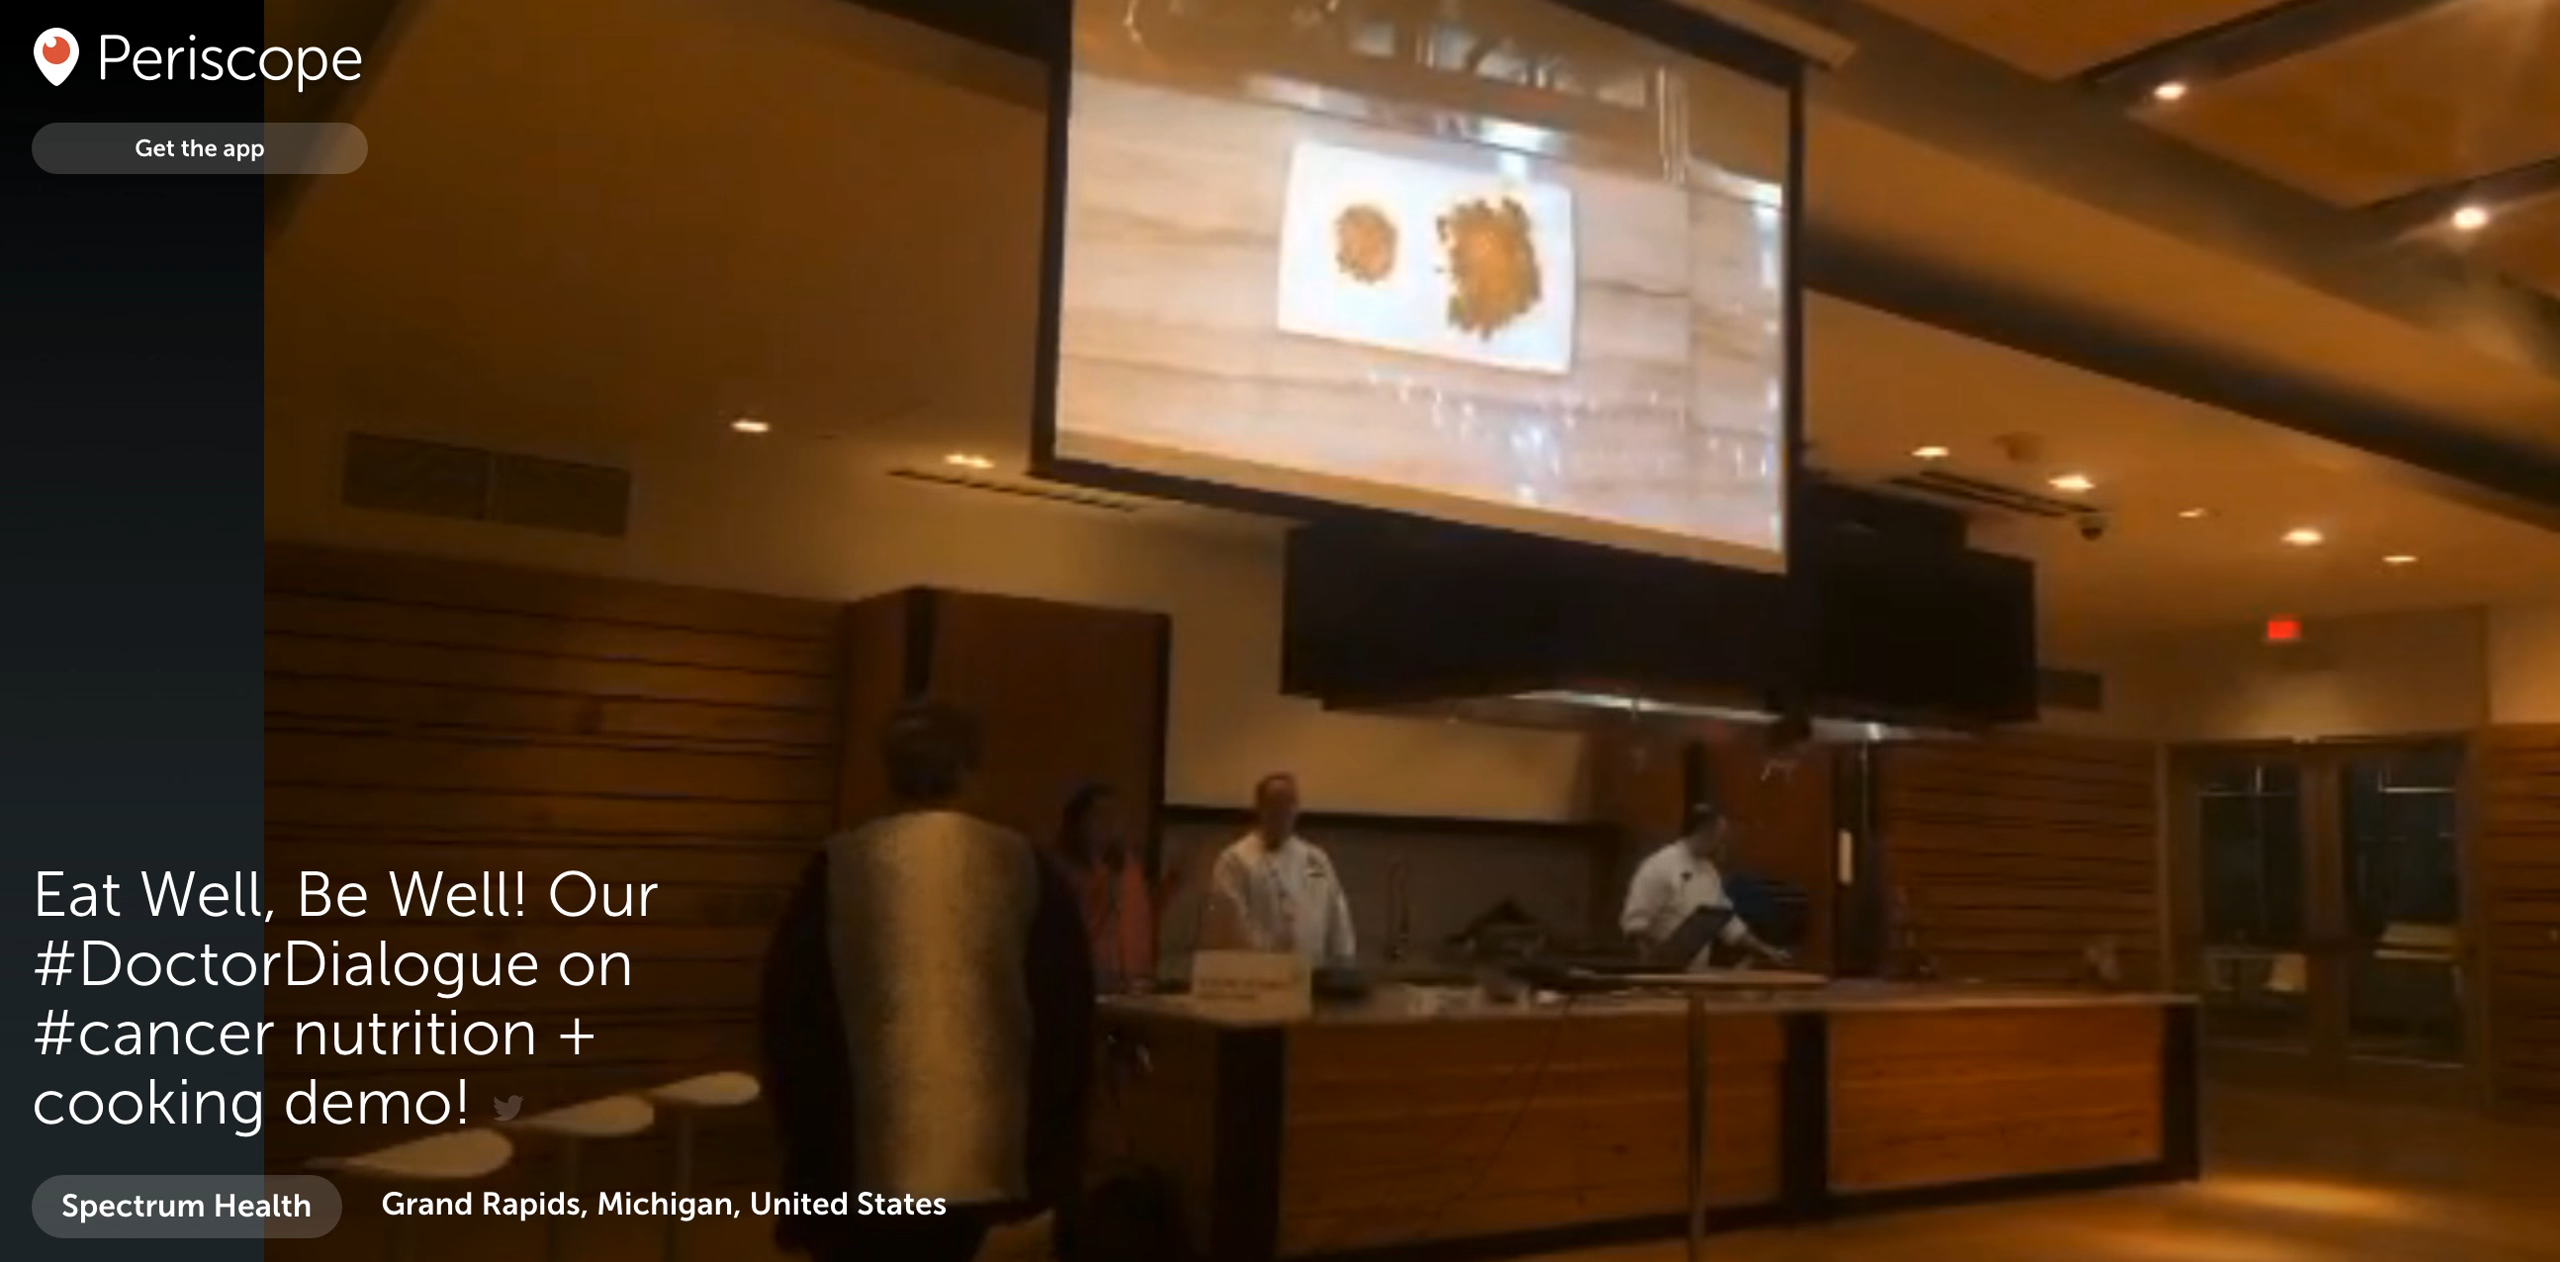 Periscope
Get the app
Eat Well, Be Well! Our
#DoctorDialogue on
#cancer nutrition +
cooking demo!
Spectrum Health
Grand Rapids, Michigan, United States